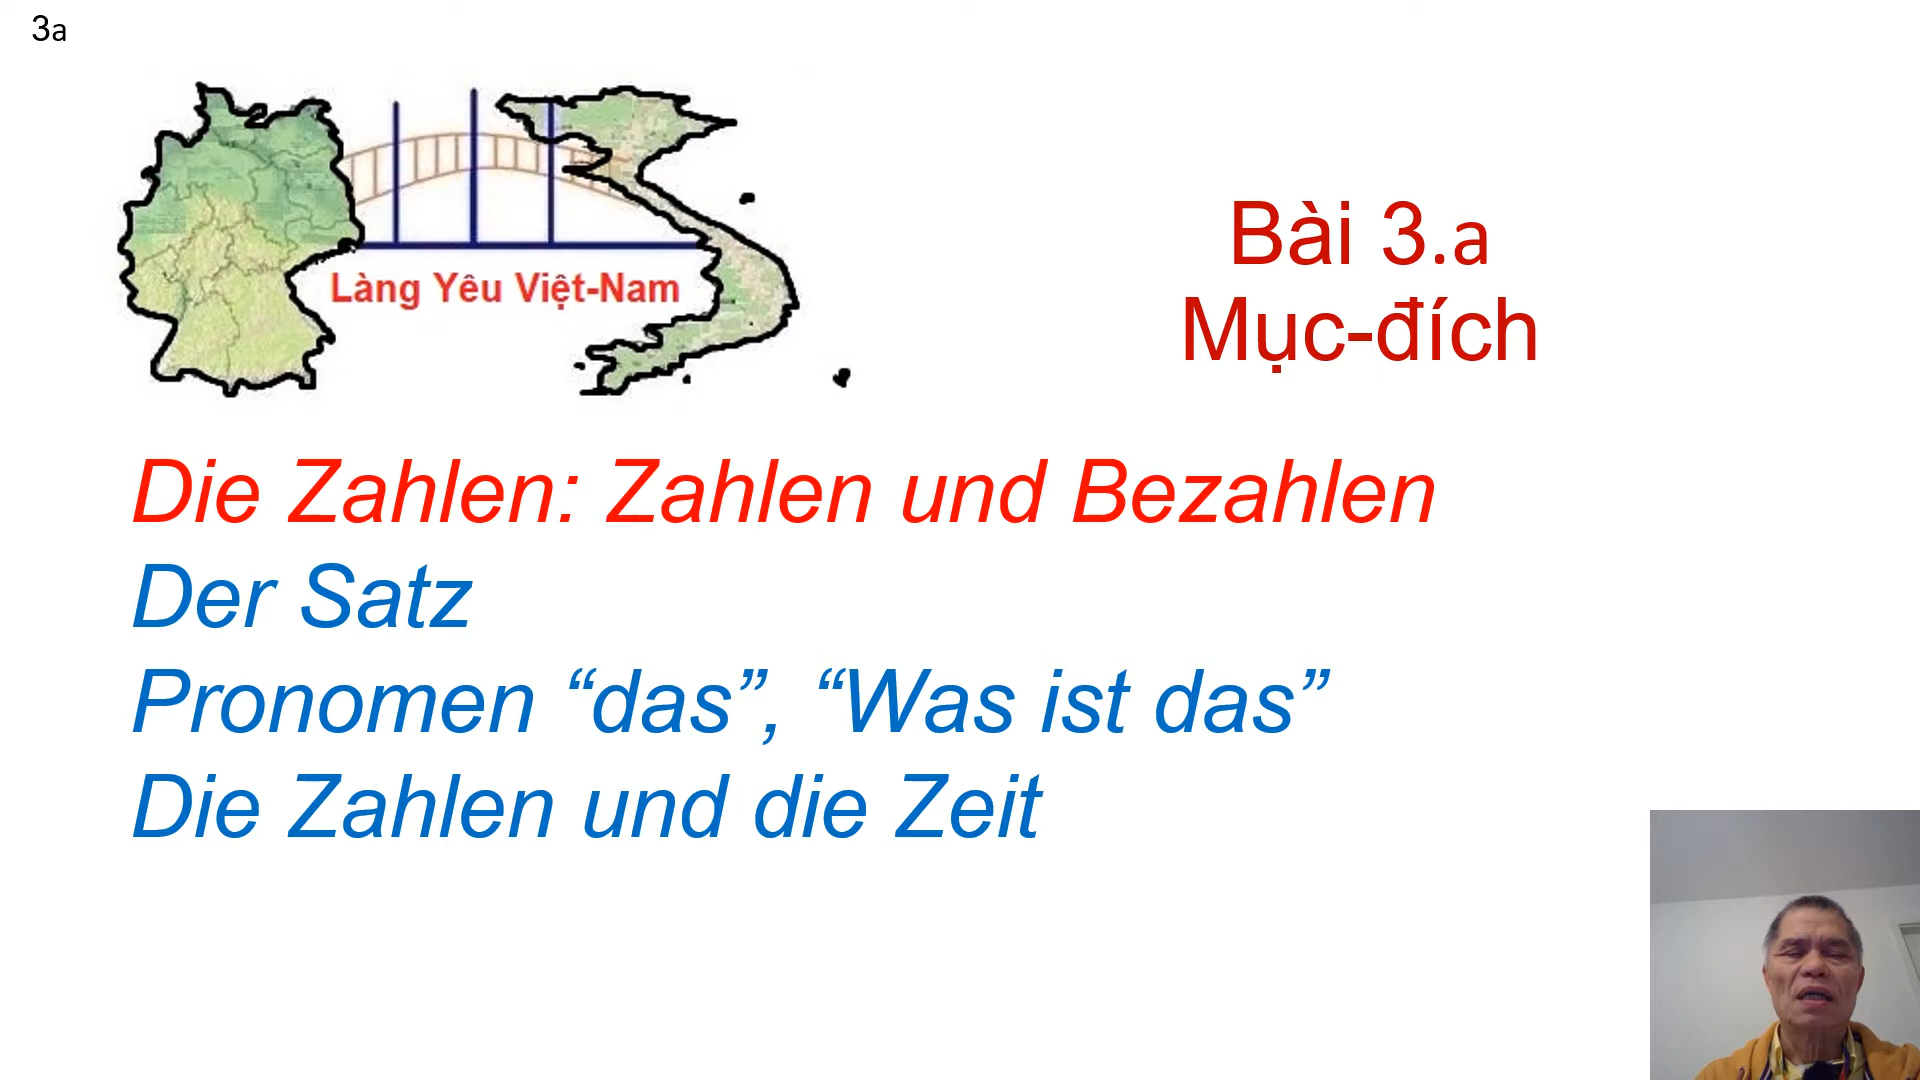 3a
Làng Yêu Việt-Nam
Bài 3.a
Mục-đích
Die Zahlen: Zahlen und Bezahlen
Der Satz
Pronomen “das”, “Was ist das”
Die Zahlen und die Zeit